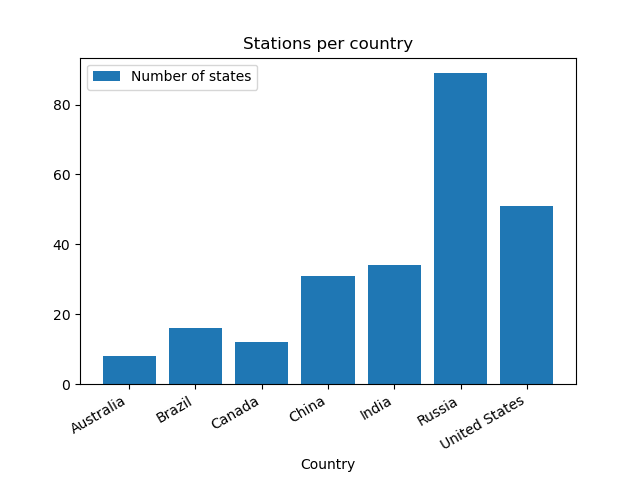 Stations per country
Number of states
80
60
40
20
0
Australia
Brazil
Canada
China
India
Russia
United States
Country